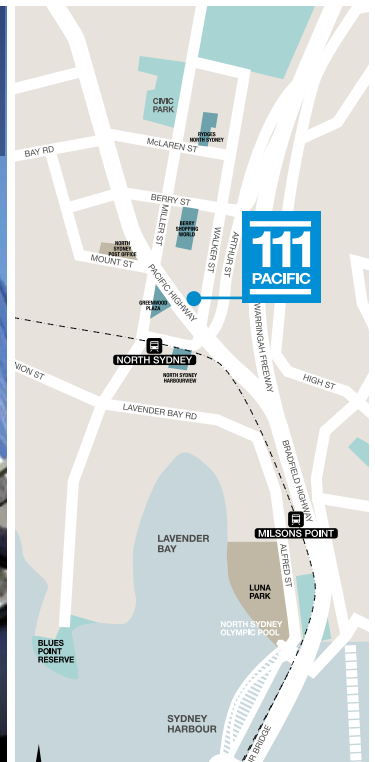 CIVIC
PARK
RYDGES
NORTH SYDNEY
McLAREN ST
BAY RD
BERRY ST
MILLER ST
BERRY
SHOPPING
WORLD
WALKER ST
ARTHUR ST
NORTH
SYDNEY
POST OFFICE
MOUNT ST
PACIFIC HIGHWAY
111
PACIFIC
GREENWOOD
PLAZA
WARRINGAH FREEWAY
NORTH SYDNEY
NORTH SYDNEY
HARBOURVIEW
NION ST
HIGH ST
LAVENDER BAY RD
BRADFIELD HIGHWAY
MILSONS POINT
LAVENDER
BAY
ALFRED ST
LUNA
PARK
NORTH SYDNEY
OLYMPIC POOL
BLUES
POINT
RESERVE
SYDNEY
HARBOUR
UR BRIDGE